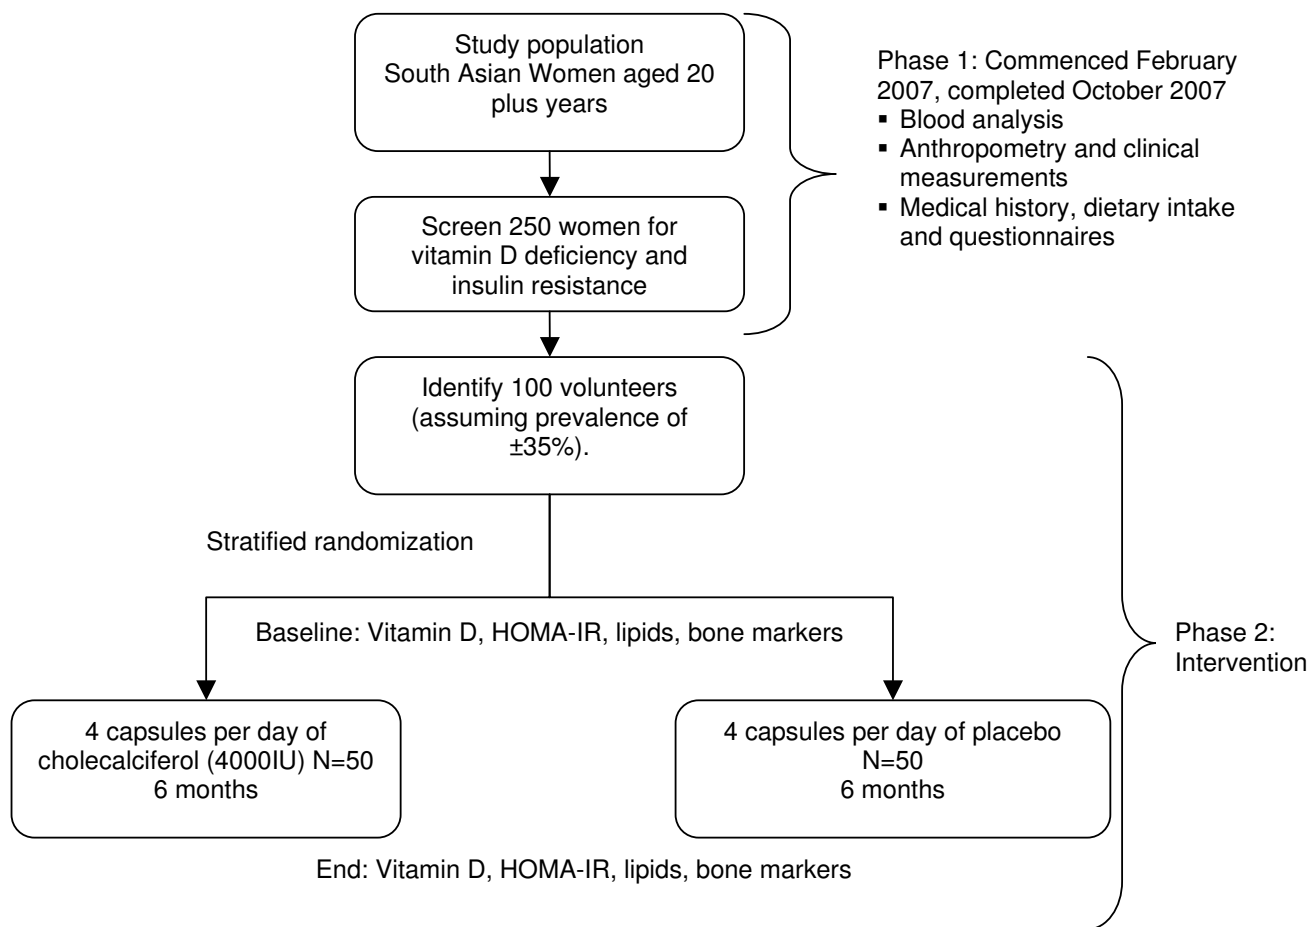 Study population
South Asian Women aged 20
plus years
Phase 1: Commenced February
2007, completed October 2007
▪ Blood analysis
▪ Anthropometry and clinical
measurements
▪ Medical history, dietary intake
and questionnaires
Screen 250 women for
vitamin D deficiency and
insulin resistance
Identify 100 volunteers
(assuming prevalence of
±35%).
Stratified randomization
Baseline: Vitamin D, HOMA-IR, lipids, bone markers
Phase 2:
Intervention
4 capsules per day of
cholecalciferol (4000IU) N=50
6 months
4 capsules per day of placebo
N=50
6 months
End: Vitamin D, HOMA-IR, lipids, bone markers